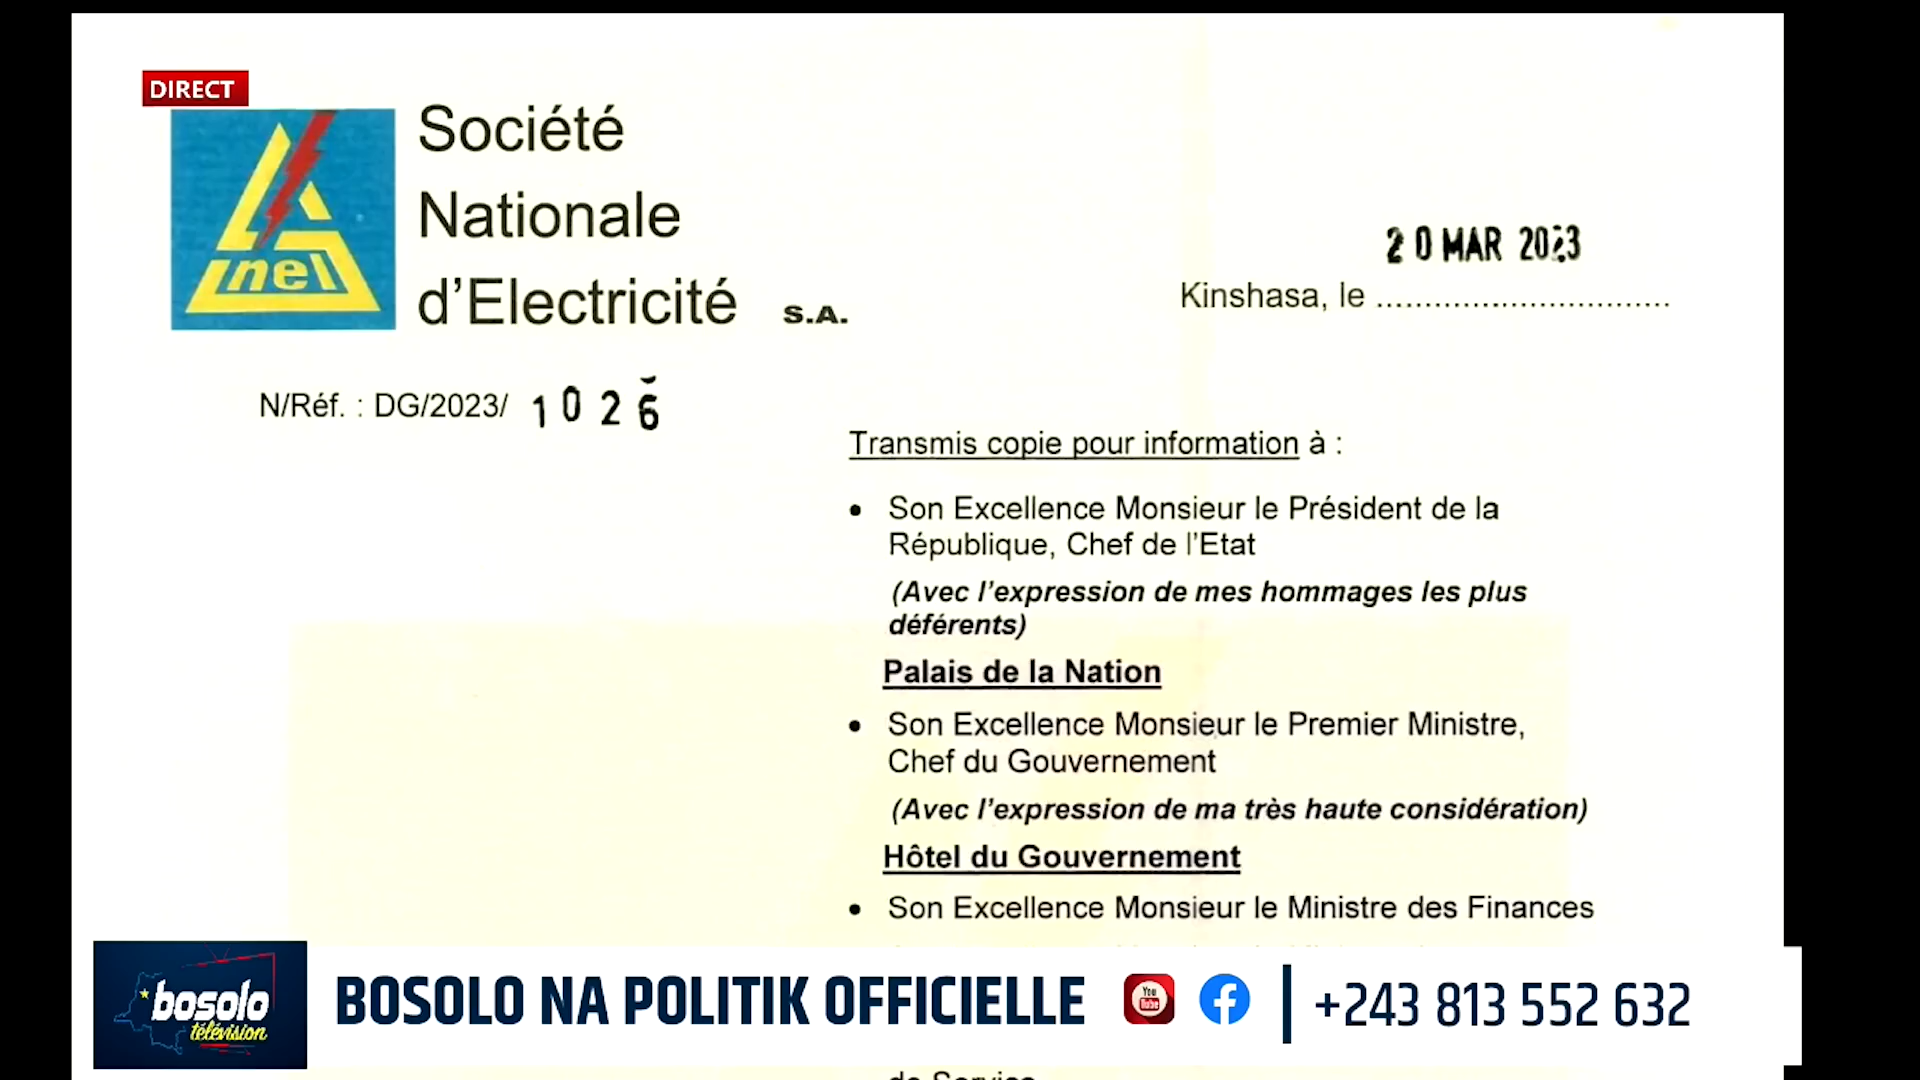 DIRECT
Société
Nationale
d'Electricité S.A.
nel
20 MAR 2023
Kinshasa, le ...............................
N/Réf. : DG/2023/ 1026
Transmis copie pour information à :
• Son Excellence Monsieur le Président de la
République, Chef de l'Etat
(Avec l'expression de mes hommages les plus
déférents)
Palais de la Nation
• Son Excellence Monsieur le Premier Ministre,
Chef du Gouvernement
(Avec l'expression de ma très haute considération)
Hôtel du Gouvernement
• Son Excellence Monsieur le Ministre des Finances
bosolo
télévision
BOSOLO NA POLITIK OFFICIELLE
You
Tube
+243 813 552 632
de Service